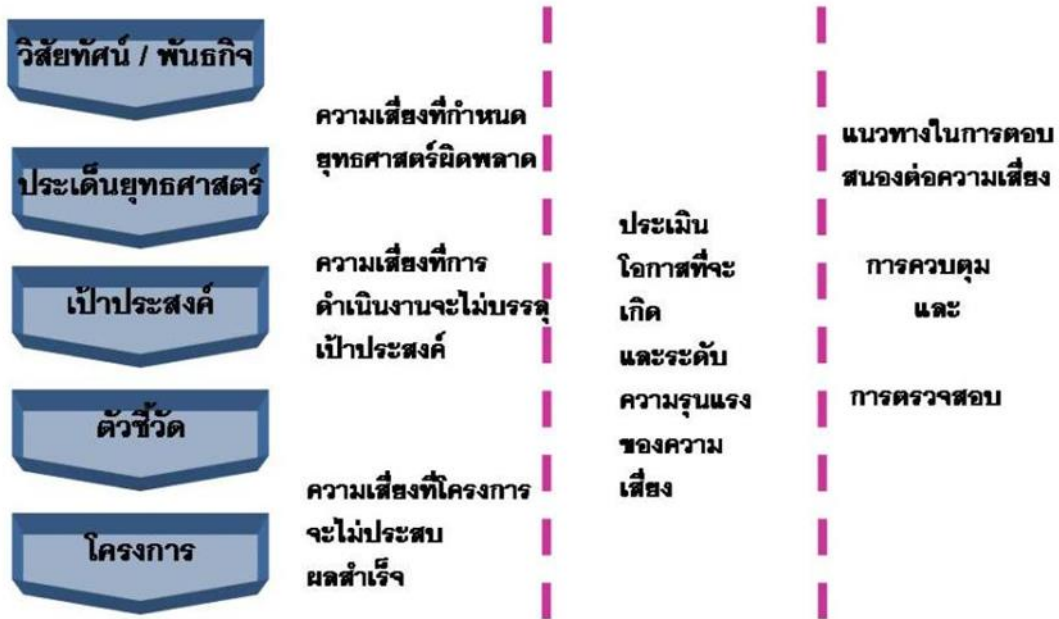 วิสัยทัศน์ / พันธกิจ
ประเด็นยุทธศาสตร์
เป้าประสงค์
ตัวชี้วัด
โครงการ
ความเสี่ยงที่กำหนด
ยุทธศาสตร์ผิดพลาด
ความเสี่ยงที่การ
ดำเนินงานจะไม่บรรลุ
เป้าประสงค์
ความเสี่ยงที่โครงการ
จะไม่ประสบ
ผลสำเร็จ
ประเมิน
โอกาสที่จะ
เกิด
และระดับ
ความรุนแรง
ของความ
เสี่ยง
แนวทางในการตอบ
สนองต่อความเสี่ยง
การควบตุม
และ
การตรวจสอบ